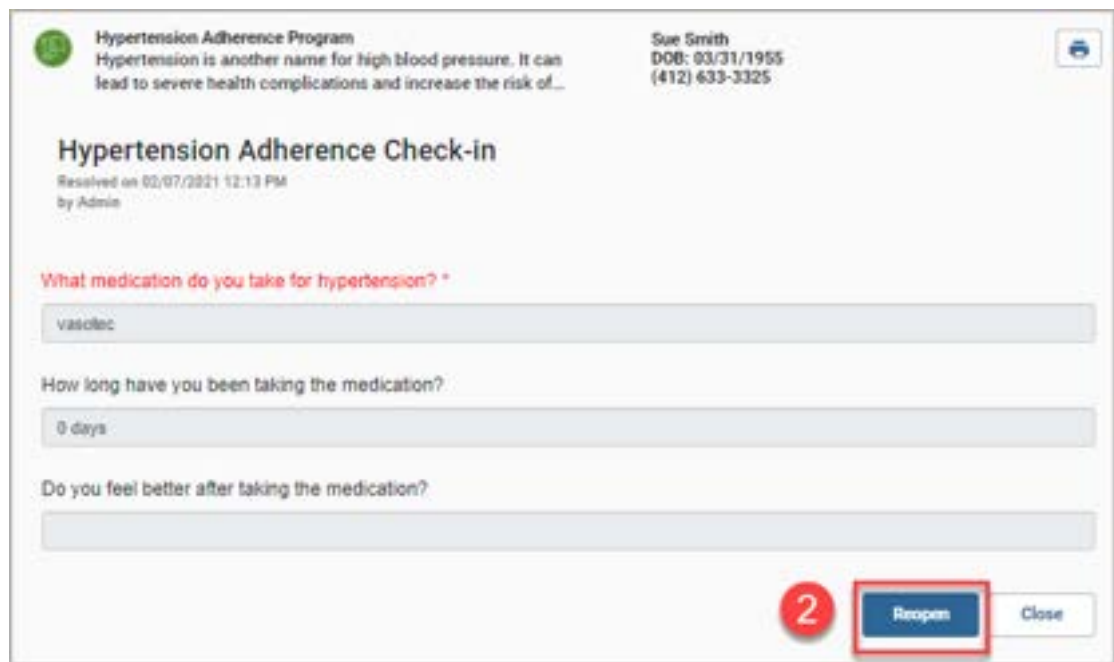 Hypertension Adherence Program
Hypertension is another name for high blood pressure. It can
lead to severe health complications and increase the risk of...
Sue Smith
DOB: 03/31/1955
(412) 633-3325
Hypertension Adherence Check-in
Resolved on 02/07/2021 12:13 PM
by Admin
What medication do you take for hypertension? *
vasotec
How long have you been taking the medication?
0 days
Do you feel better after taking the medication?
2
Reopen
Close